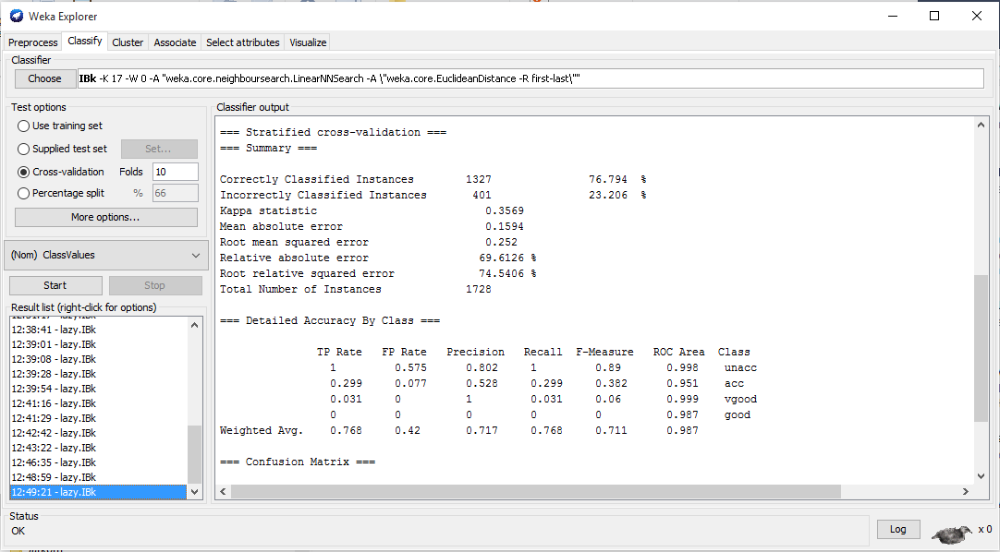 Weka Explorer
Preprocess Classify Cluster Associate Select attributes Visualize
Classifier
Choose IBk -K 17 -W 0 -A "weka.core.neighboursearch.LinearNNSearch -A \"weka.core.EuclideanDistance -R first-last\""
Test options
Use training set
Supplied test set Set...
Cross-validation Folds 10
Percentage split % 66
More options...
(Nom) ClassValues
Start Stop
Result list (right-click for options)
12:38:41 - lazy.IBk
12:39:01 - lazy.IBk
12:39:08 - lazy.IBk
12:39:28 - lazy.IBk
12:39:54 - lazy.IBk
12:41:16 - lazy.IBk
12:41:29 - lazy.IBk
12:42:42 - lazy.IBk
12:43:22 - lazy.IBk
12:46:35 - lazy.IBk
12:48:59 - lazy.IBk
12:49:21 - lazy.IBk
Classifier output
=== Stratified cross-validation ===
=== Summary ===
Correctly Classified Instances 1327 76.794 %
Incorrectly Classified Instances 401 23.206 %
Kappa statistic 0.3569
Mean absolute error 0.1594
Root mean squared error 0.252
Relative absolute error 69.6126 %
Root relative squared error 74.5406 %
Total Number of Instances 1728
=== Detailed Accuracy By Class ===
TP Rate FP Rate Precision Recall F-Measure ROC Area Class
1 0.575 0.802 1 0.89 0.998 unacc
0.299 0.077 0.528 0.299 0.382 0.951 acc
0.031 0 1 0.031 0.06 0.999 vgood
0 0 0 0 0 0.987 good
Weighted Avg. 0.768 0.42 0.717 0.768 0.711 0.987
=== Confusion Matrix ===
Status
OK
Log x 0